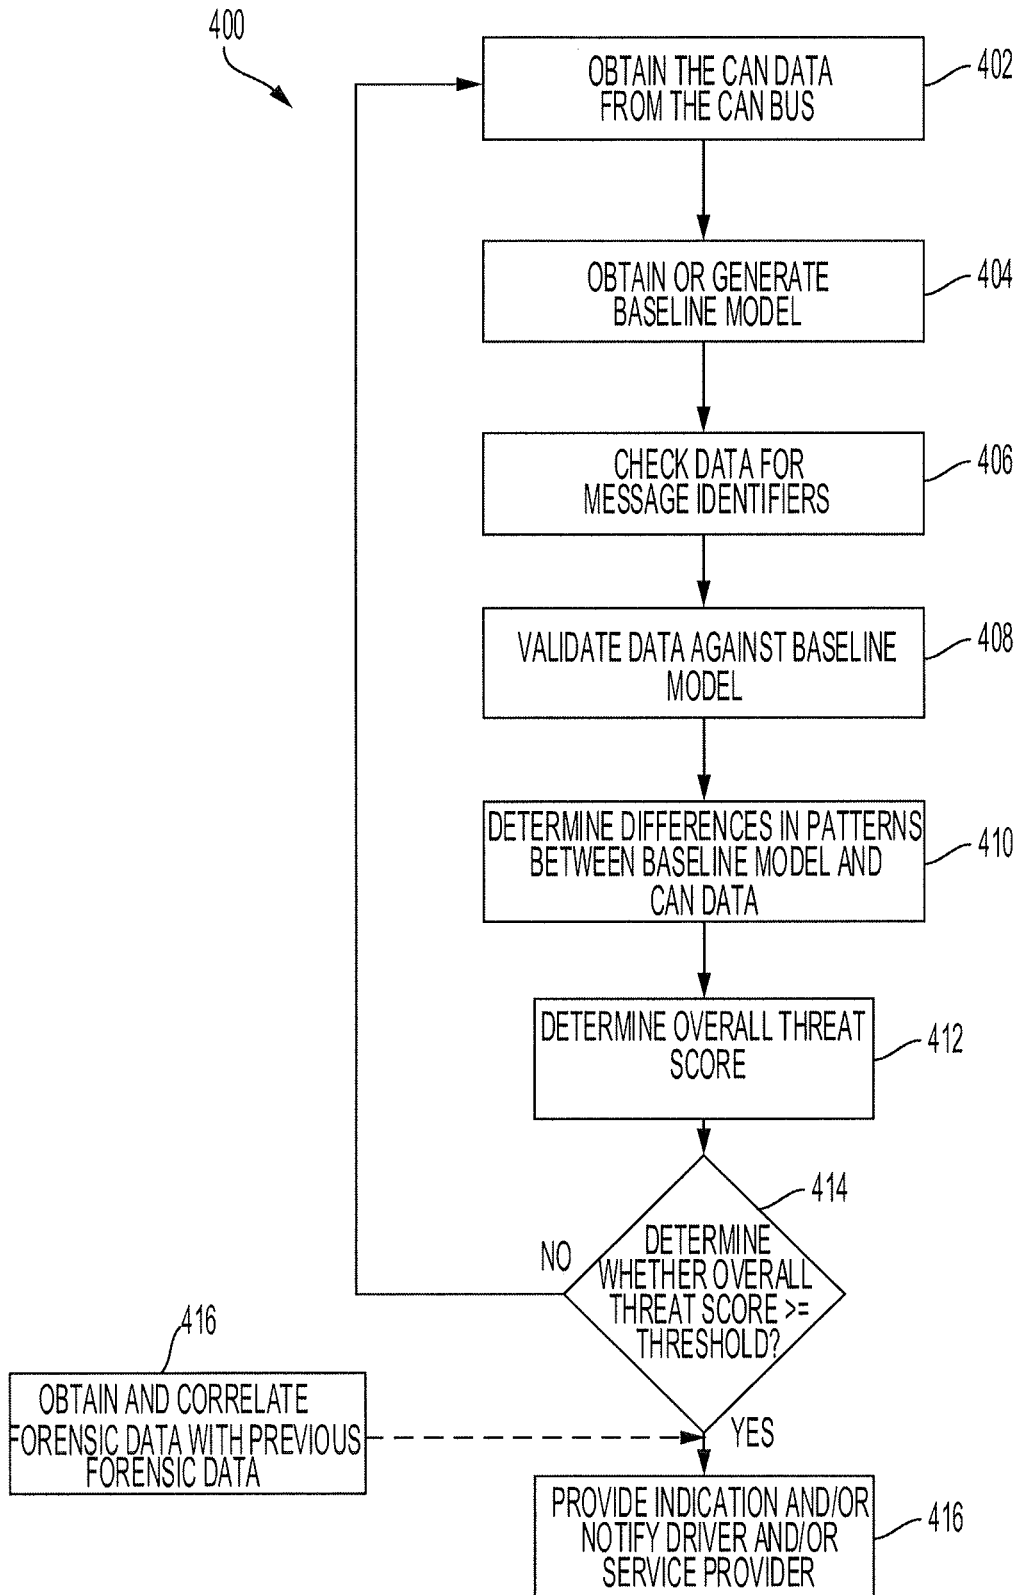 400
OBTAIN THE CAN DATA
FROM THE CAN BUS
402
OBTAIN OR GENERATE
BASELINE MODEL
404
CHECK DATA FOR
MESSAGE IDENTIFIERS
406
VALIDATE DATA AGAINST BASELINE
MODEL
408
DETERMINE DIFFERENCES IN PATTERNS
BETWEEN BASELINE MODEL AND
CAN DATA
410
DETERMINE OVERALL THREAT
SCORE
412
414
NO
DETERMINE
WHETHER OVERALL
THREAT SCORE >=
THRESHOLD?
416
OBTAIN AND CORRELATE
FORENSIC DATA WITH PREVIOUS
FORENSIC DATA
YES
PROVIDE INDICATION AND/OR
NOTIFY DRIVER AND/OR
SERVICE PROVIDER
416